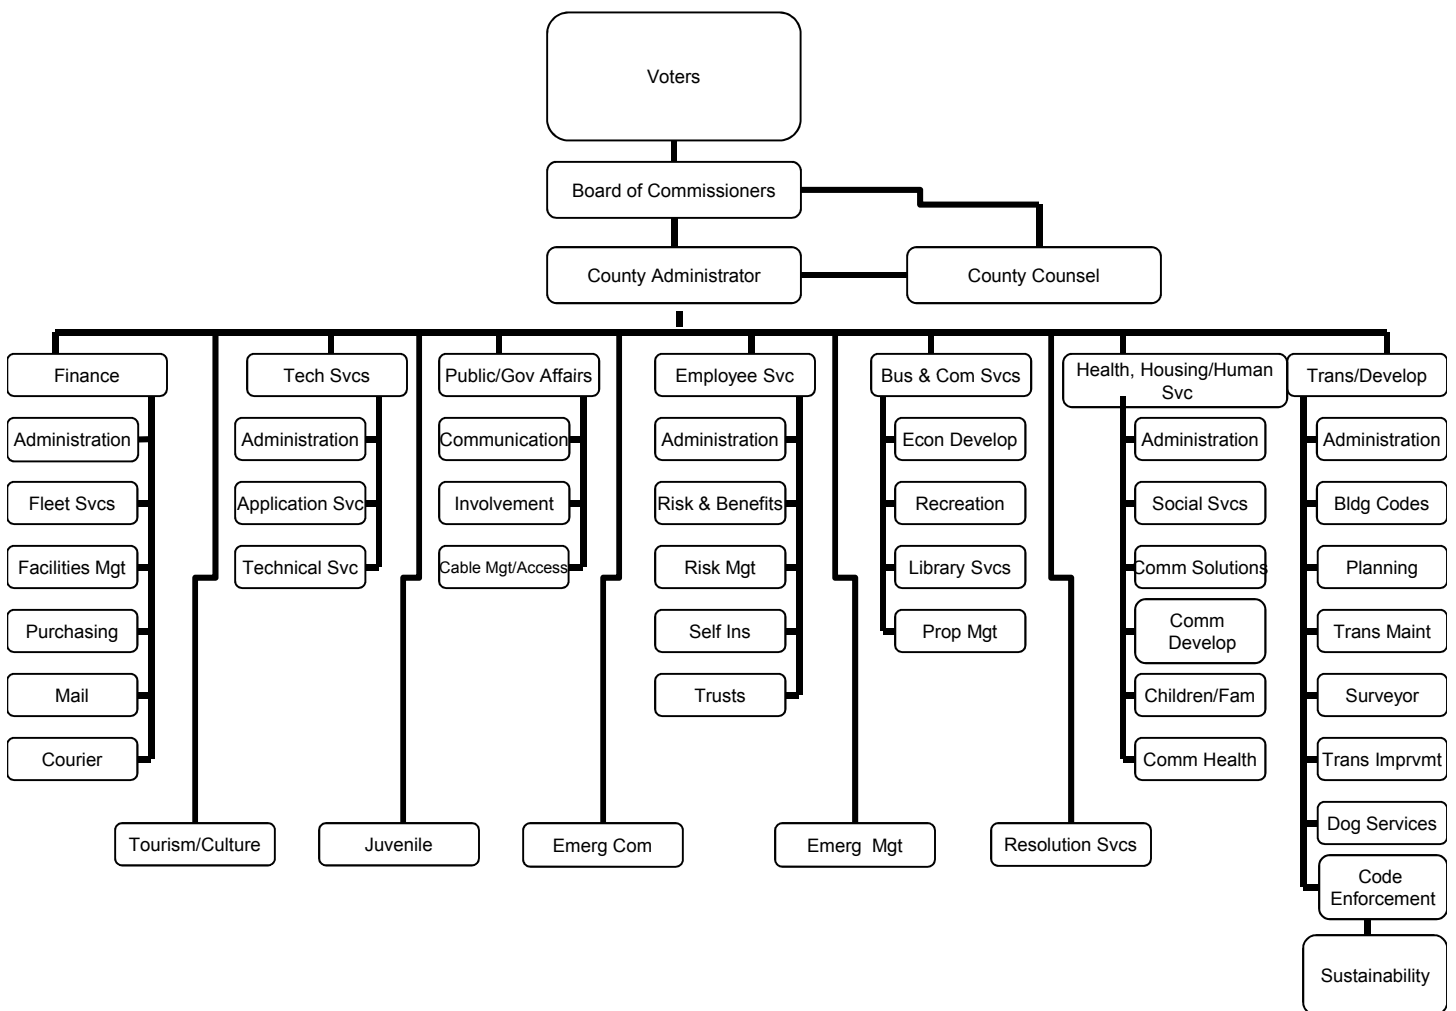 Voters
Board of Commissioners
County Administrator
County Counsel
Finance
Tech Svcs
Public/Gov Affairs
Employee Svc
Bus & Com Svcs
Health, Housing/Human
Svc
Trans/Develop
Administration
Fleet Svcs
Facilities Mgt
Purchasing
Mail
Courier
Administration
Application Svc
Technical Svc
Communication
Involvement
Cable Mgt/Access
Administration
Risk & Benefits
Risk Mgt
Self Ins
Trusts
Econ Develop
Recreation
Library Svcs
Prop Mgt
Administration
Social Svcs
Comm Solutions
Comm
Develop
Children/Fam
Comm Health
Administration
Bldg Codes
Planning
Trans Maint
Surveyor
Trans Imprvmt
Dog Services
Code
Enforcement
Sustainability
Tourism/Culture
Juvenile
Emerg Com
Emerg Mgt
Resolution Svcs